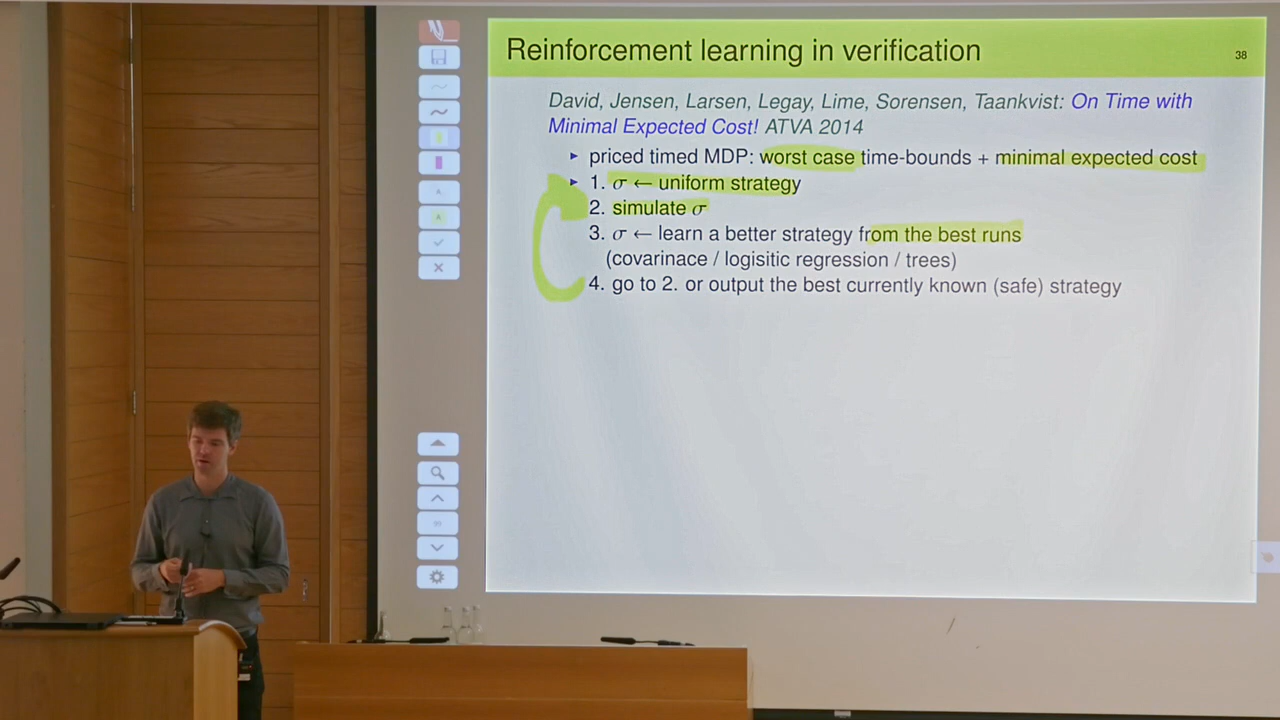 Reinforcement learning in verification
38
David, Jensen, Larsen, Legay, Lime, Sorensen, Taankvist: On Time with
Minimal Expected Cost! ATVA 2014
▸ priced timed MDP: worst case time-bounds + minimal expected cost
▸ 1. σ ← uniform strategy
2. simulate σ
3. σ ← learn a better strategy from the best runs
(covarinace / logisitic regression / trees)
4. go to 2. or output the best currently known (safe) strategy